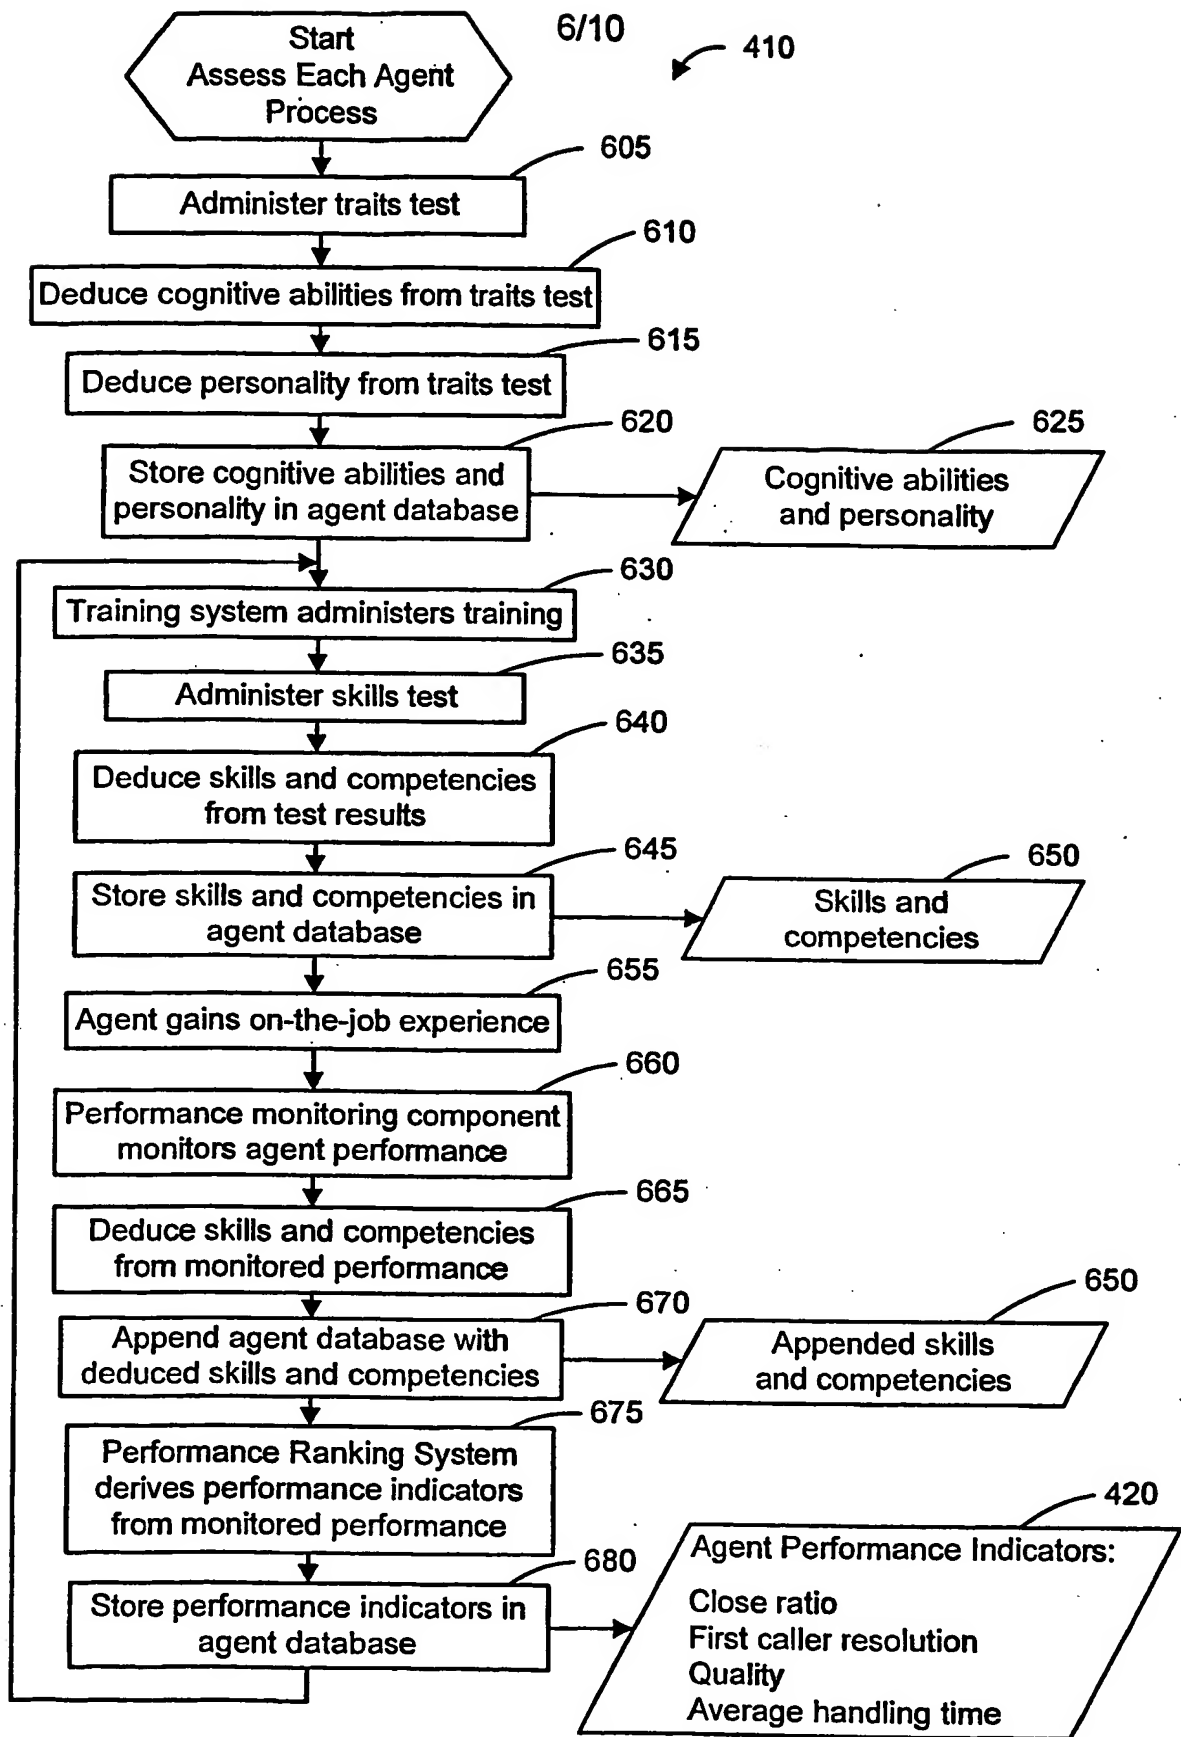 6/10
410
Start
Assess Each Agent
Process
605
Administer traits test
610
Deduce cognitive abilities from traits test
615
Deduce personality from traits test
620
Store cognitive abilities and
personality in agent database
625
Cognitive abilities
and personality
630
Training system administers training
635
Administer skills test
640
Deduce skills and competencies
from test results
645
Store skills and competencies in
agent database
650
Skills and
competencies
655
Agent gains on-the-job experience
660
Performance monitoring component
monitors agent performance
665
Deduce skills and competencies
from monitored performance
670
Append agent database with
deduced skills and competencies
650
Appended skills
and competencies
675
Performance Ranking System
derives performance indicators
from monitored performance
680
Store performance indicators in
agent database
420
Agent Performance Indicators:
Close ratio
First caller resolution
Quality
Average handling time